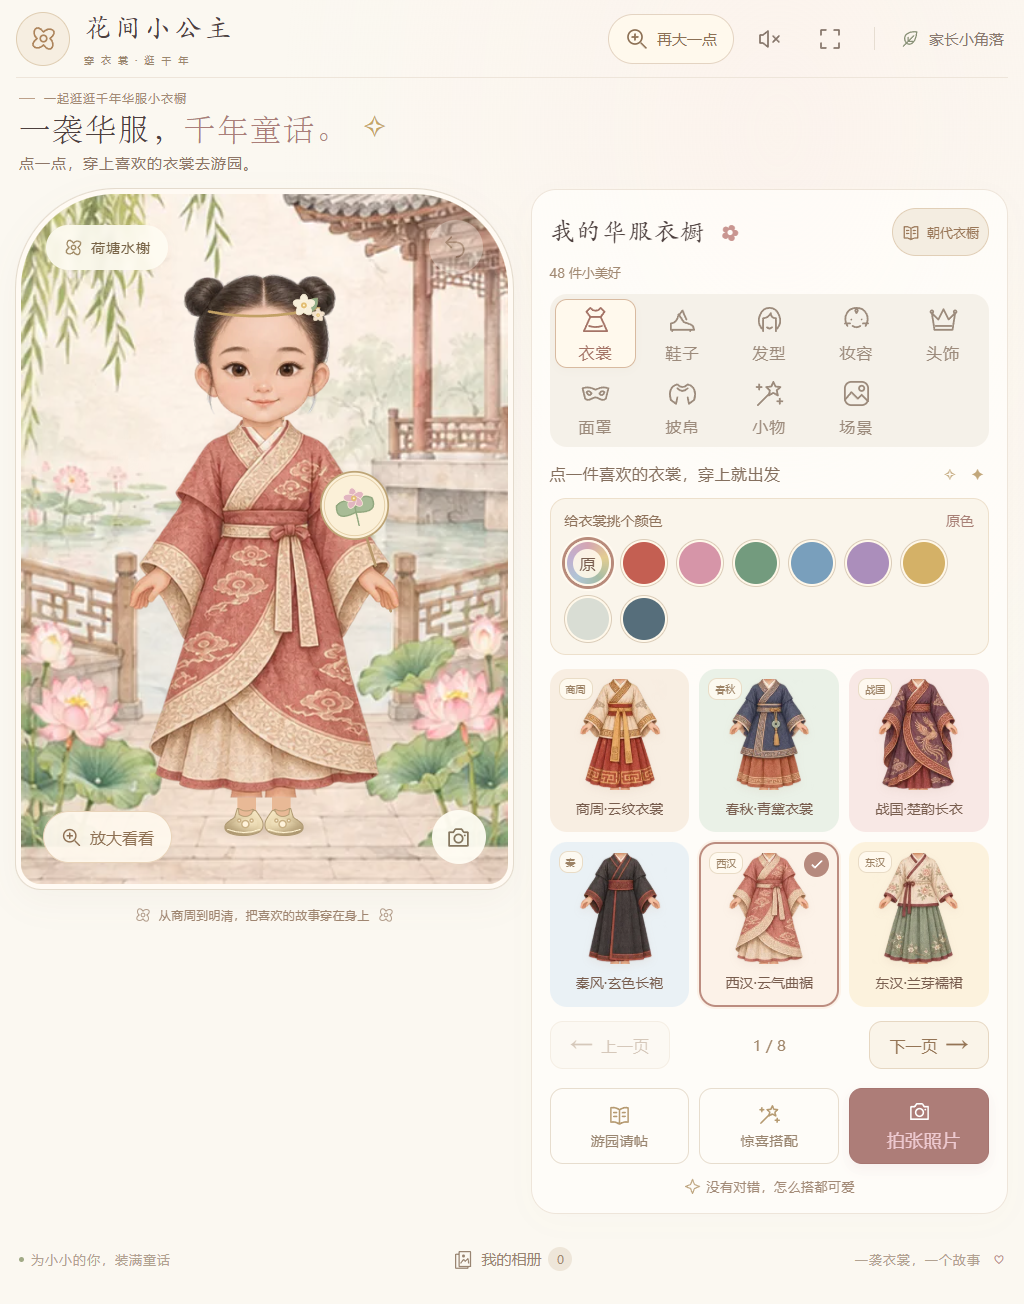 花间小公主
穿衣裳·逛千年
再大一点
家长小角落
一起逛逛千年华服小衣橱
一袭华服，千年童话。
点一点，穿上喜欢的衣裳去游园。
荷塘水榭
放大看看
从商周到明清，把喜欢的故事穿在身上
我的华服衣橱
朝代衣橱
48 件小美好
衣裳
鞋子
发型
妆容
头饰
面罩
披帛
小物
场景
点一件喜欢的衣裳，穿上就出发
给衣裳挑个颜色
原色
原
商周
商周·云纹衣裳
春秋
春秋·青黛衣裳
战国
战国·楚韵长衣
秦
秦风·玄色长袍
西汉
西汉·云气曲裾
东汉
东汉·兰芽襦裙
← 上一页
1 / 8
下一页 →
游园请帖
惊喜搭配
拍张照片
没有对错，怎么搭都可爱
• 为小小的你，装满童话
我的相册 0
一袭衣裳，一个故事